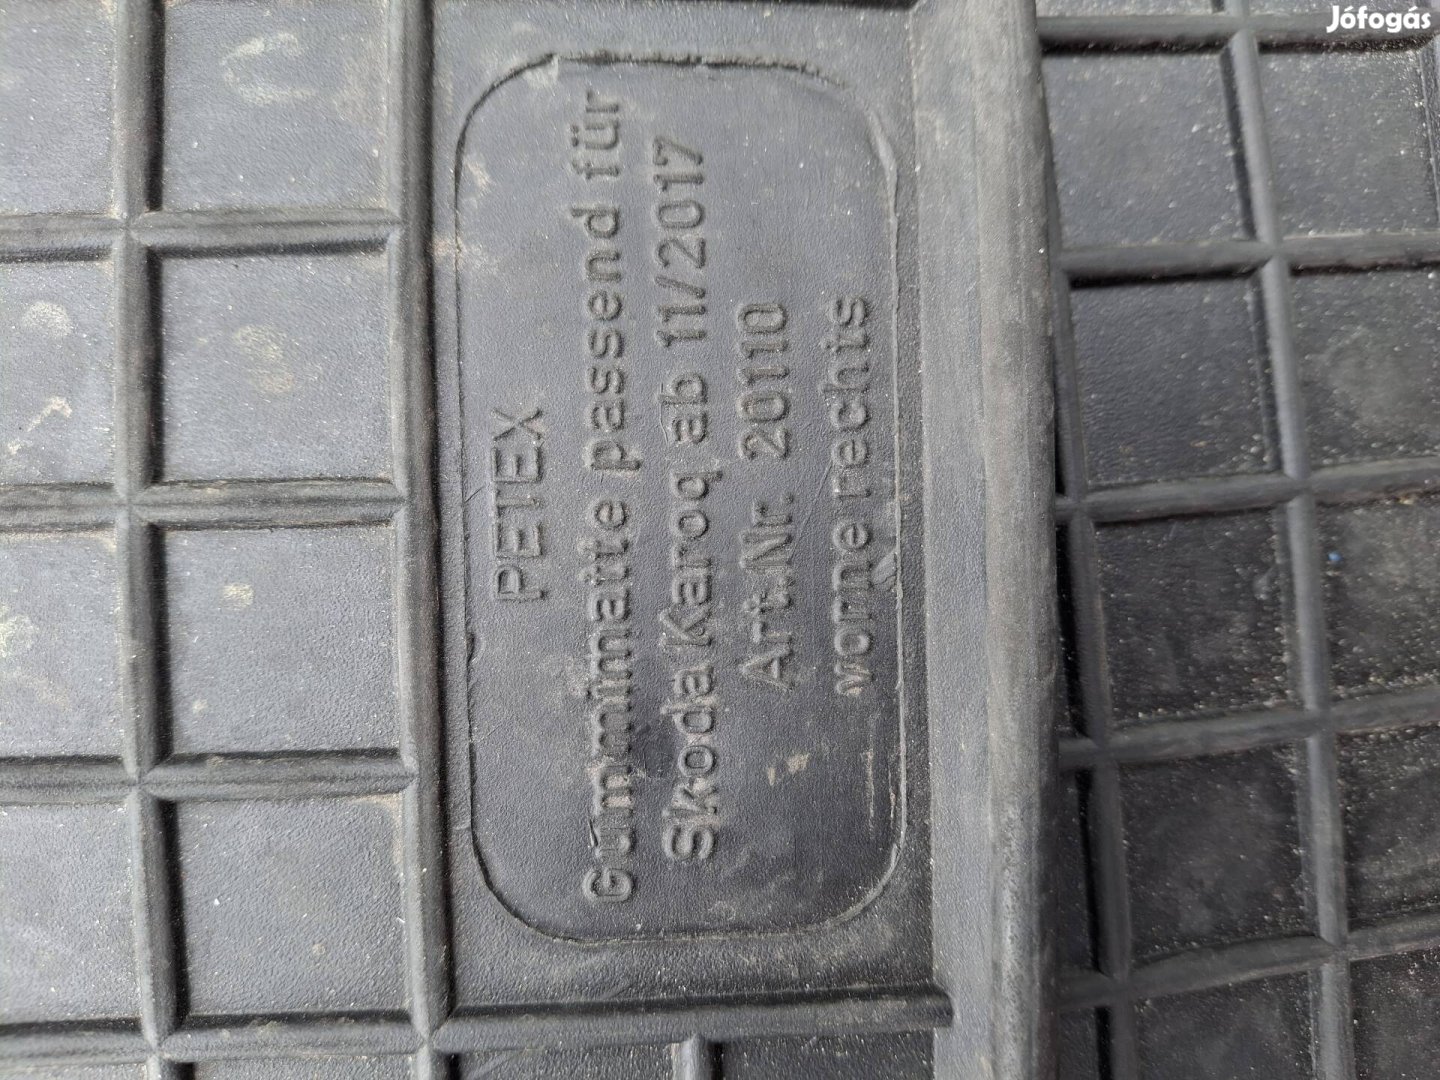 Jófogás
PETEX
Gummimatte passend für
Skoda Karoq ab 11/2017
Art.Nr. 20110
vorne rechts